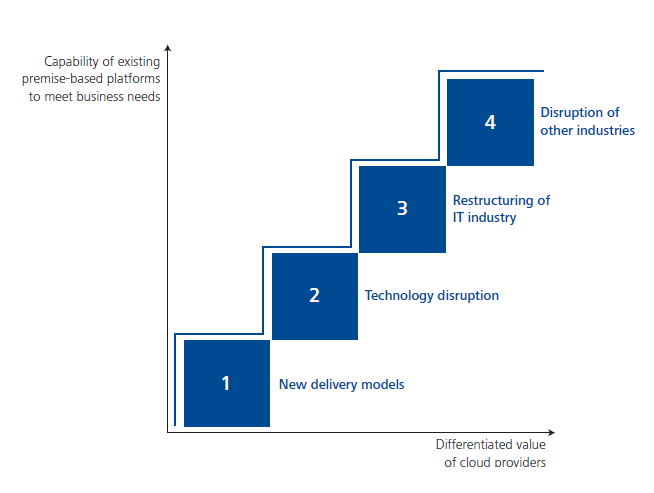 Capability of existing
premise-based platforms
to meet business needs
4
Disruption of
other industries
3
Restructuring of
IT industry
2
Technology disruption
1
New delivery models
Differentiated value
of cloud providers